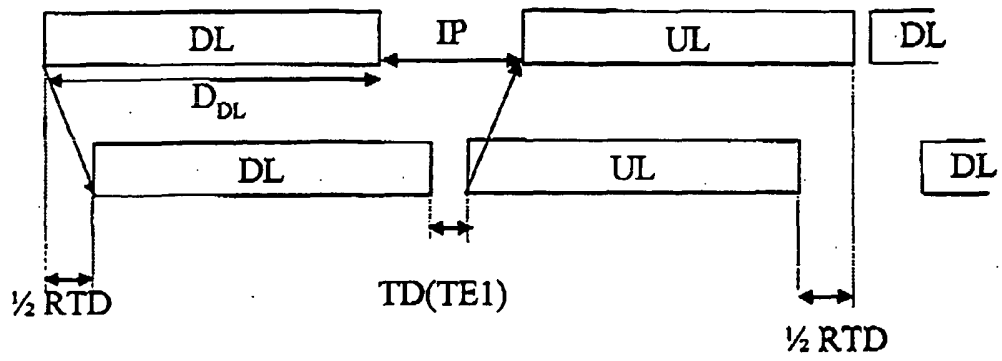 DL
IP
UL
DL
D_DL
DL
UL
DL
½ RTD
TD(TE1)
½ RTD